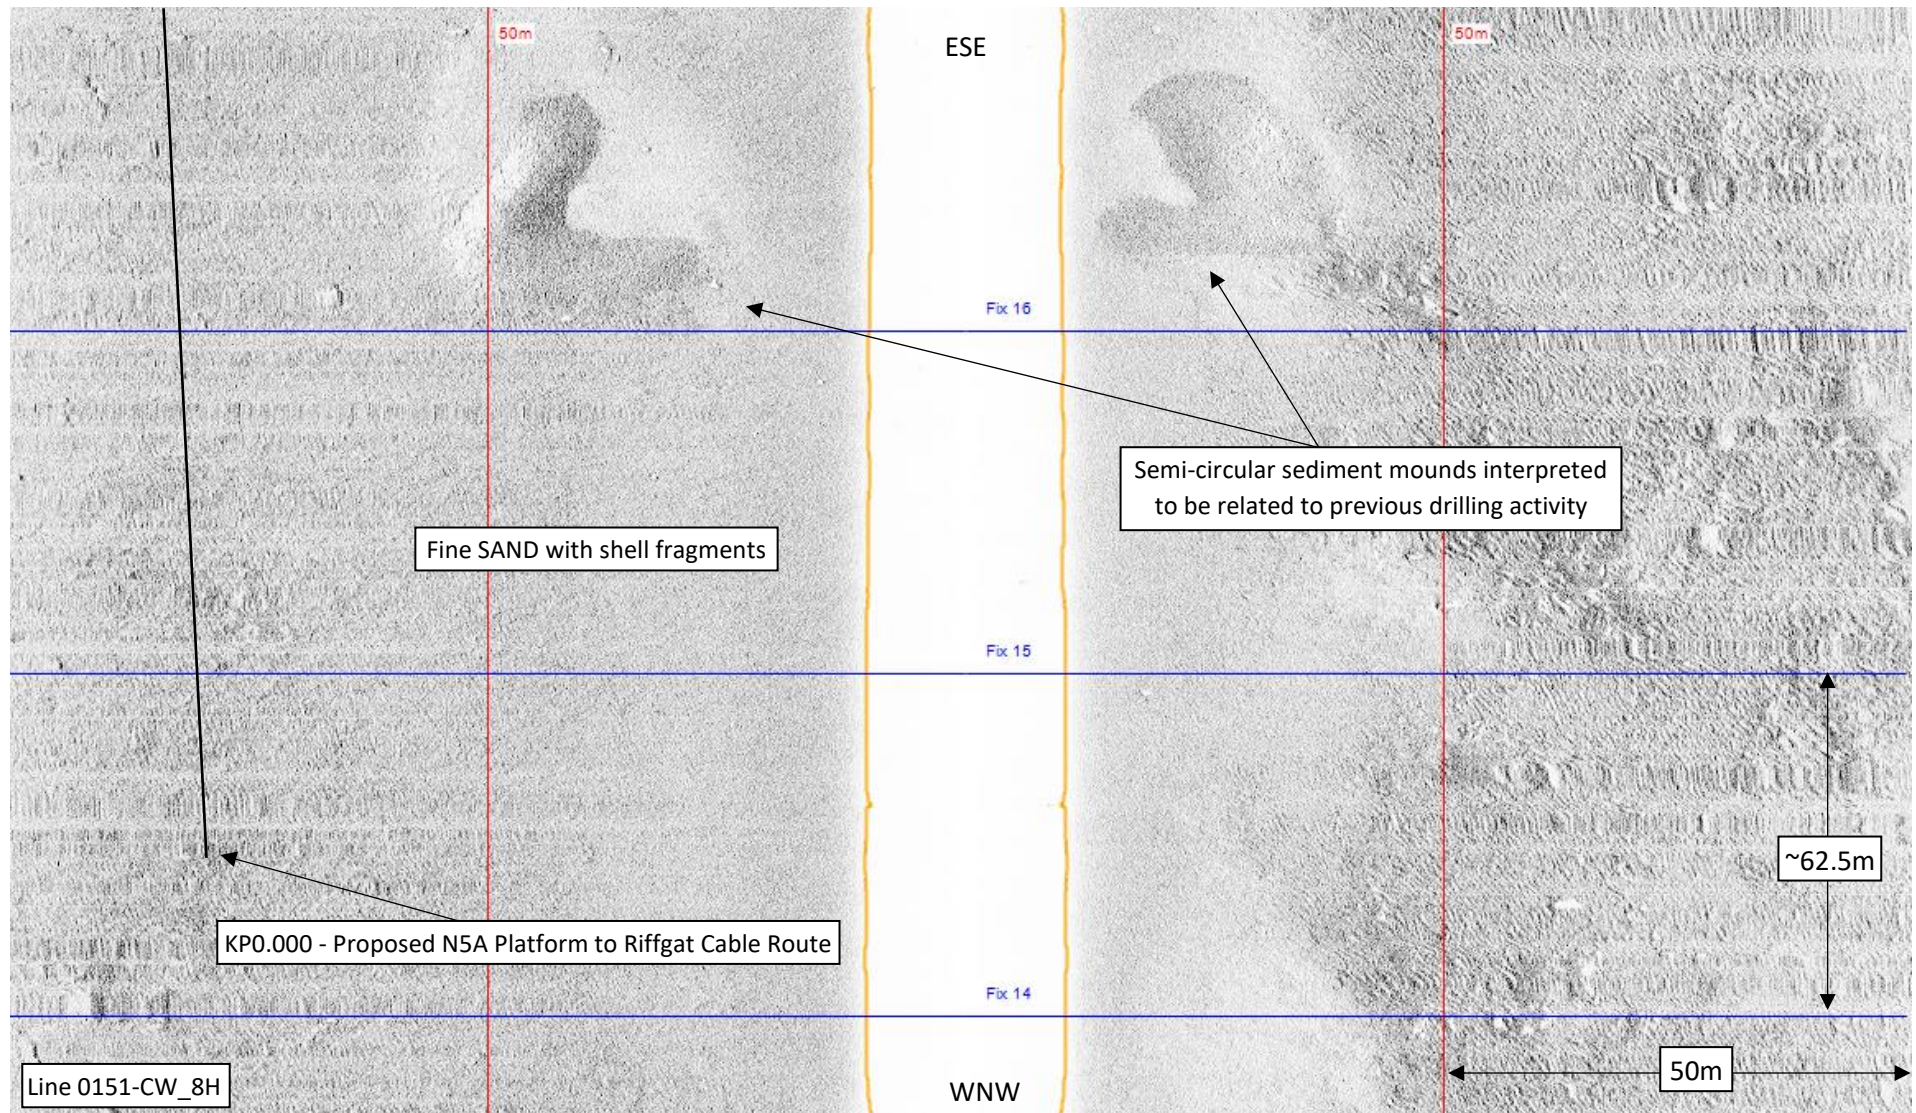 50m
ESE
50m
Fix 16
Semi-circular sediment mounds interpreted
to be related to previous drilling activity
Fine SAND with shell fragments
Fix 15
~62.5m
KP0.000 - Proposed N5A Platform to Riffgat Cable Route
Fix 14
50m
Line 0151-CW_8H
WNW